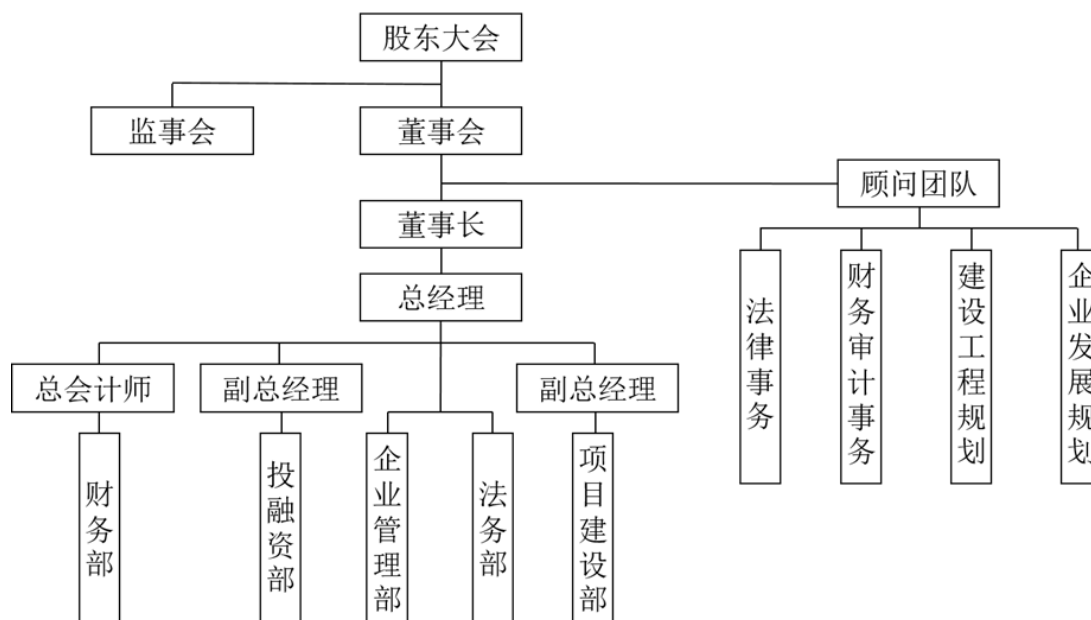 股东大会
监事会
董事会
顾问团队
董事长
总经理
法律事务
财务审计事务
建设工程规划
企业发展规划
总会计师
副总经理
副总经理
财务部
投融资部
企业管理部
法务部
项目建设部